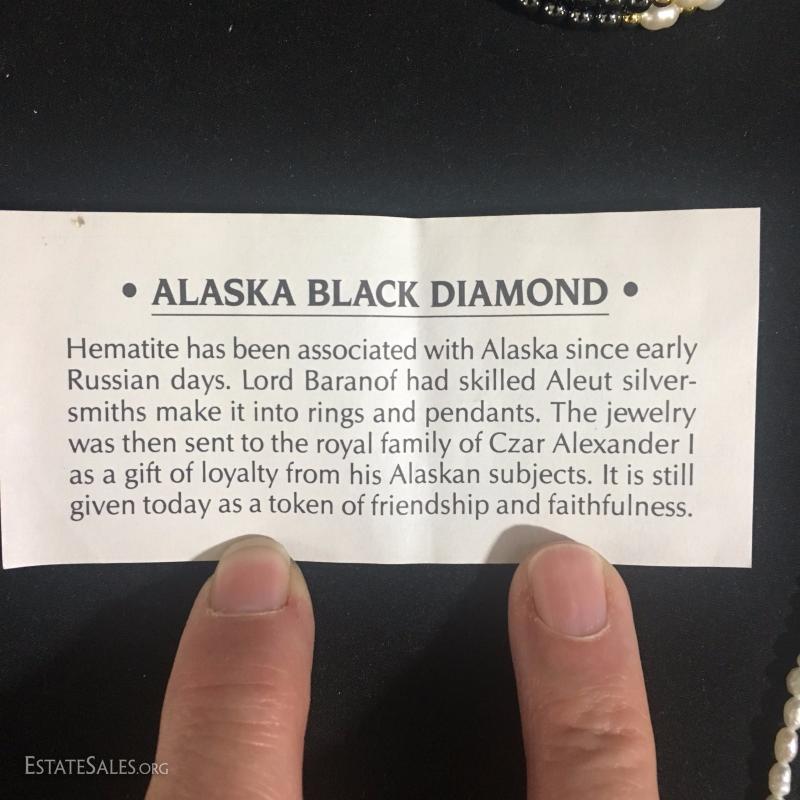 • ALASKA BLACK DIAMOND •
Hematite has been associated with Alaska since early
Russian days. Lord Baranof had skilled Aleut silver-
smiths make it into rings and pendants. The jewelry
was then sent to the royal family of Czar Alexander I
as a gift of loyalty from his Alaskan subjects. It is still
given today as a token of friendship and faithfulness.
ESTATESALES.ORG